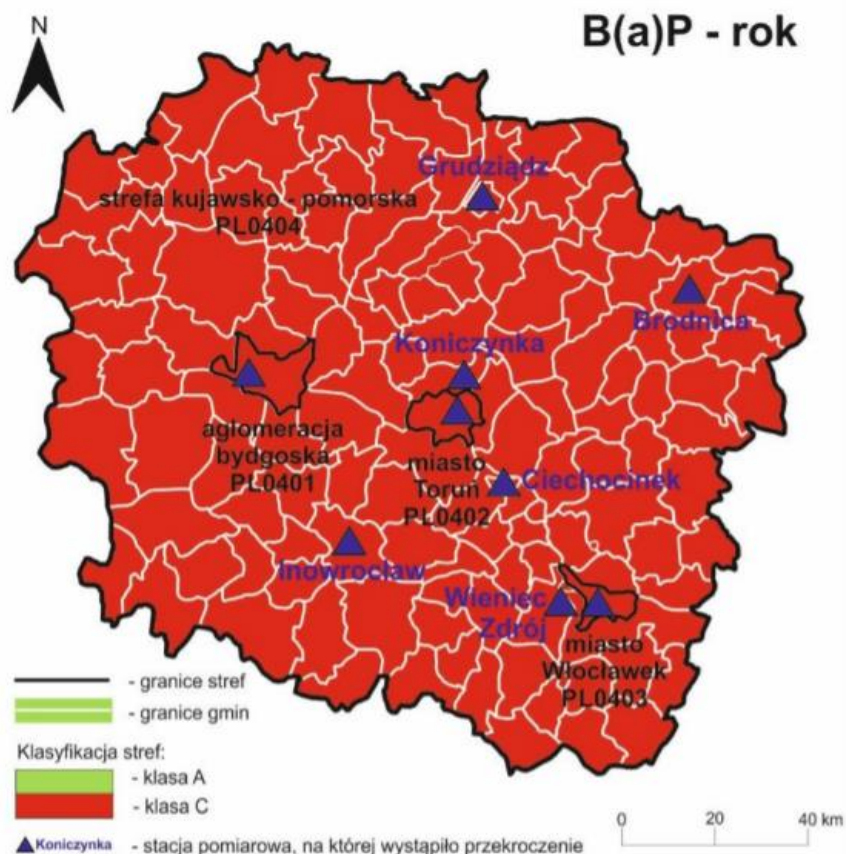 N
B(a)P - rok
Grudziądz
strefa kujawsko - pomorska
PL0404
Brodnica
Koniczynka
aglomeracja
bydgoska
PL0401
miasto
Toruń
PL0402
Ciechocinek
Inowrocław
Wieniec
Zdrój
miasto
Włocławek
PL0403
- granice stref
- granice gmin
Klasyfikacja stref:
- klasa A
- klasa C
Koniczynka - stacja pomiarowa, na której wystąpiło przekroczenie
0 20 40 km